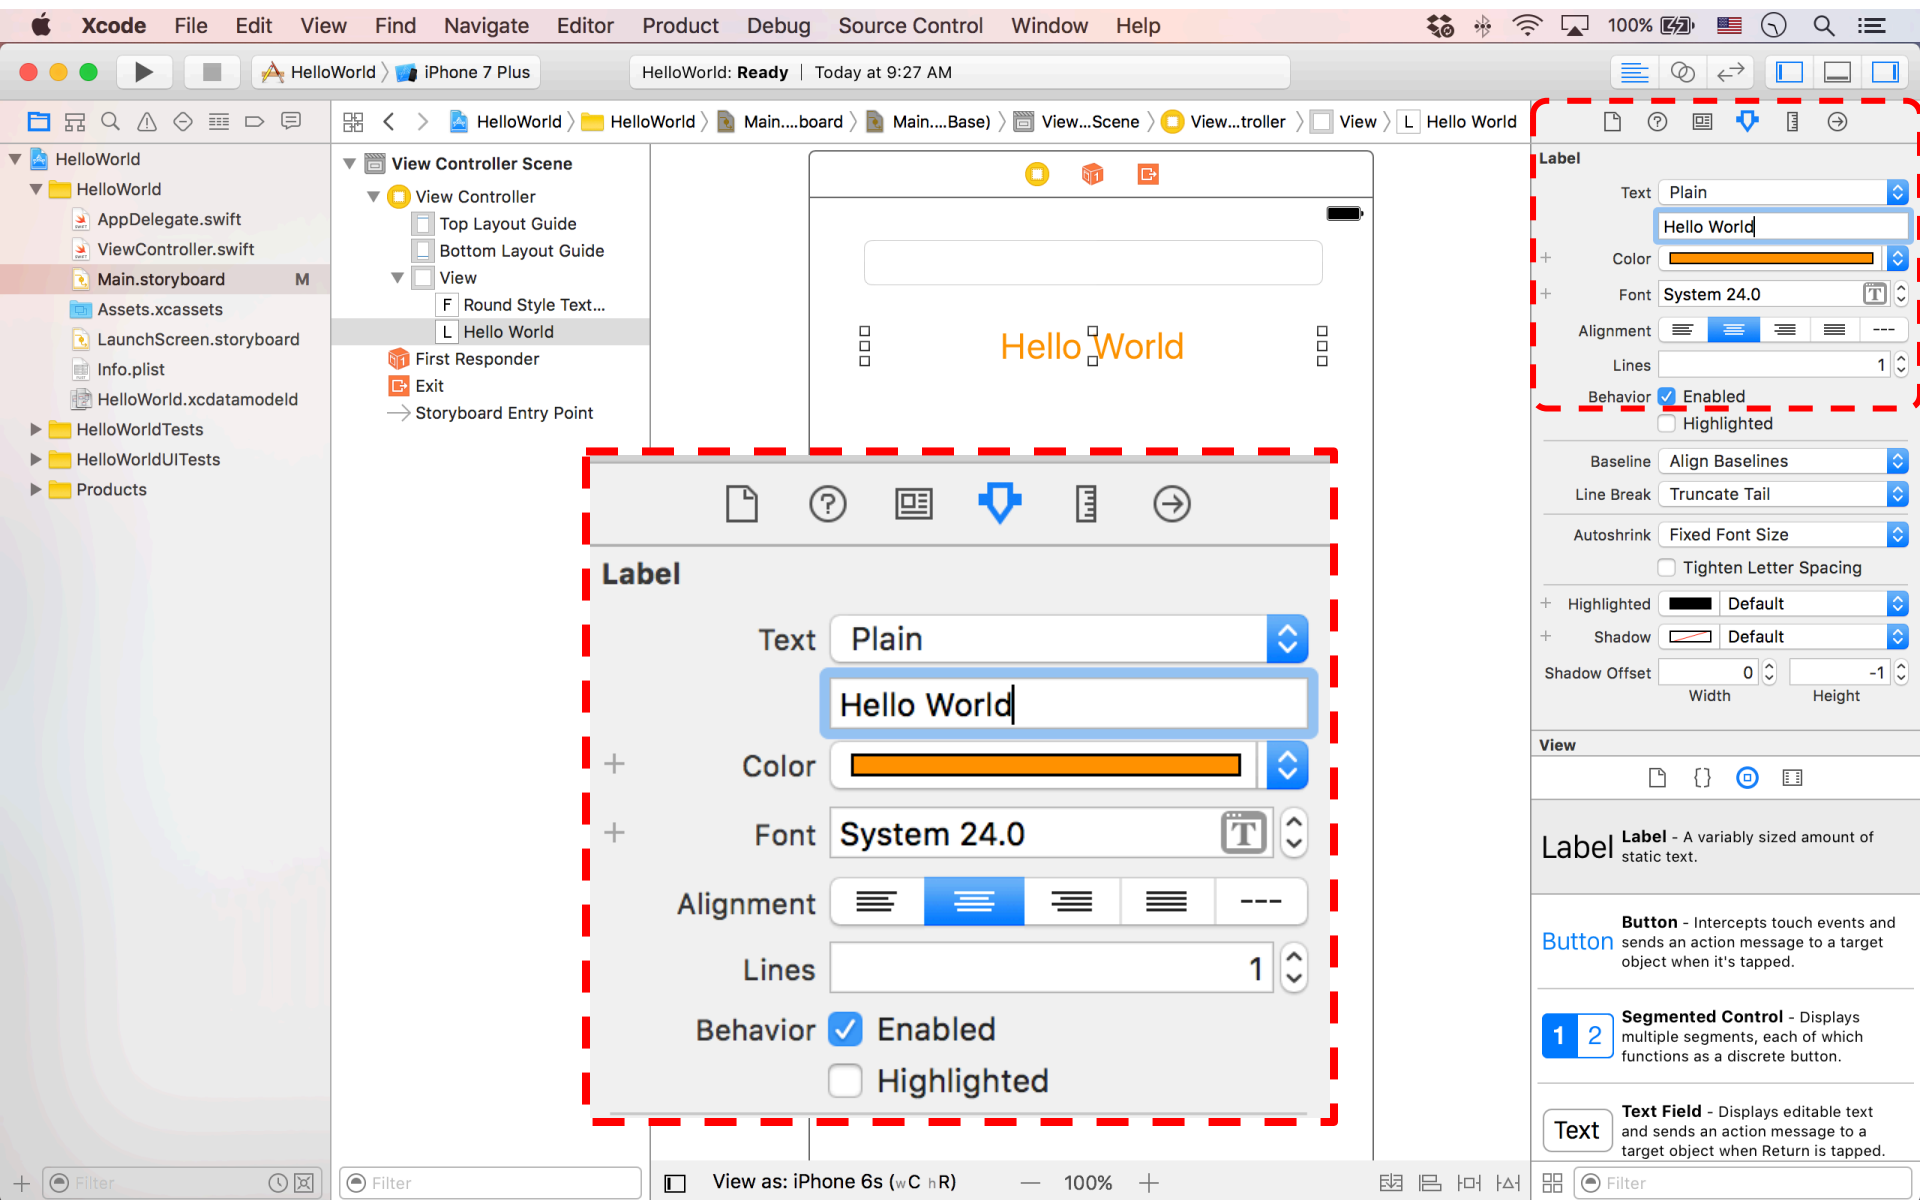 Xcode File Edit View Find Navigate Editor Product Debug Source Control Window Help 100%
HelloWorld iPhone 7 Plus
HelloWorld: Ready | Today at 9:27 AM
HelloWorld HelloWorld Main....board Main....Base) View...Scene View...troller View L Hello World
HelloWorld
HelloWorld
AppDelegate.swift
ViewController.swift
Main.storyboard M
Assets.xcassets
LaunchScreen.storyboard
Info.plist
HelloWorld.xcdatamodeld
HelloWorldTests
HelloWorldUITests
Products
Filter
View Controller Scene
View Controller
Top Layout Guide
Bottom Layout Guide
View
F Round Style Text...
L Hello World
First Responder
Exit
Storyboard Entry Point
Filter
Hello World
Label
Text Plain
Hello World
Color
Font System 24.0
Alignment
Lines 1
Behavior Enabled
Highlighted
View as: iPhone 6s (wC hR)
100%
Label
Text Plain
Hello World
Color
Font System 24.0
Alignment
Lines 1
Behavior Enabled
Highlighted
Baseline Align Baselines
Line Break Truncate Tail
Autoshrink Fixed Font Size
Tighten Letter Spacing
Highlighted Default
Shadow Default
Shadow Offset 0 -1
Width Height
View
Label Label - A variably sized amount of
static text.
Button Button - Intercepts touch events and
sends an action message to a target
object when it's tapped.
1 2 Segmented Control - Displays
multiple segments, each of which
functions as a discrete button.
Text Text Field - Displays editable text
and sends an action message to a
target object when Return is tapped.
Filter